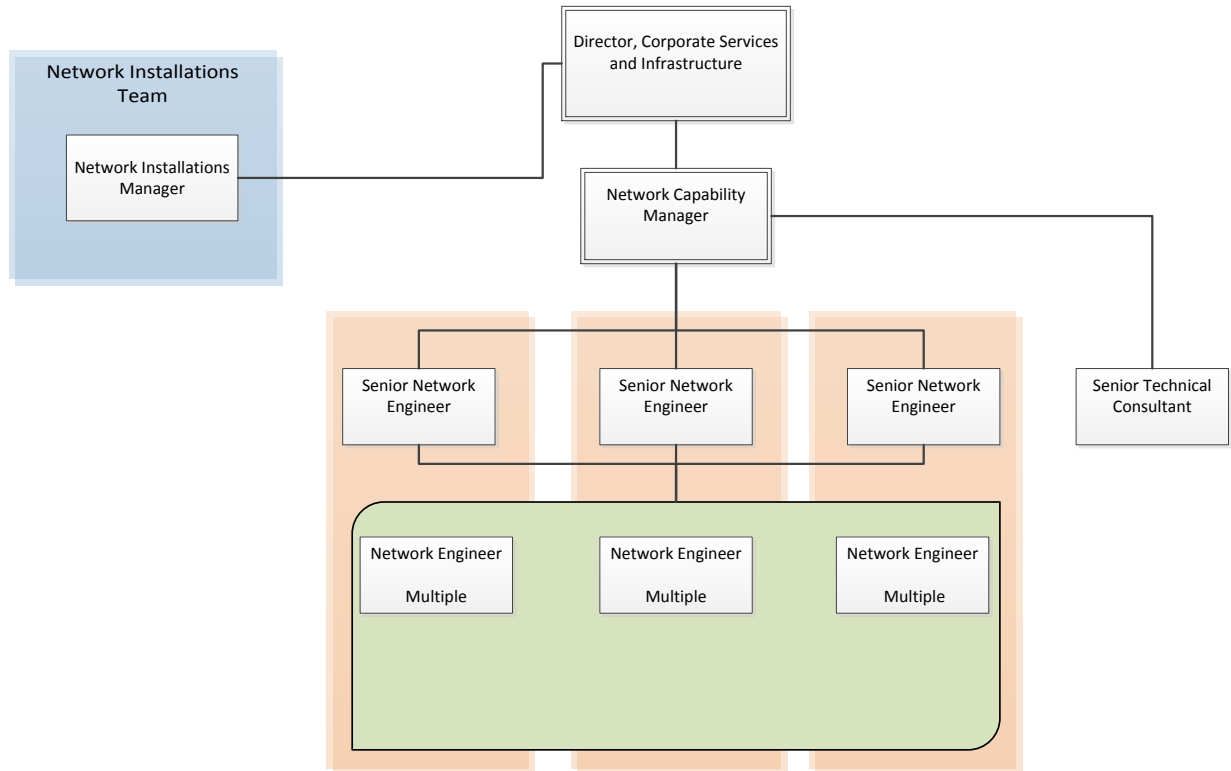 Director, Corporate Services
and Infrastructure
Network Installations
Team
Network Installations
Manager
Network Capability
Manager
Senior Network
Engineer
Senior Network
Engineer
Senior Network
Engineer
Senior Technical
Consultant
Network Engineer
Multiple
Network Engineer
Multiple
Network Engineer
Multiple